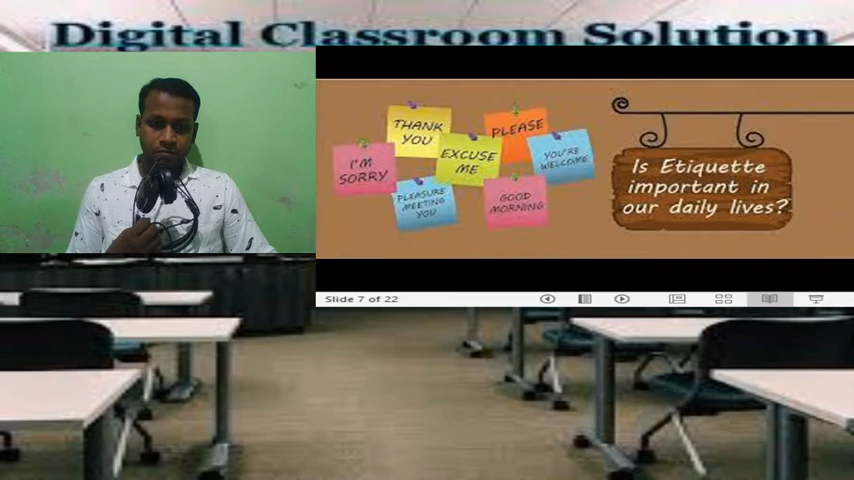 Digital Classroom Solution
THANK
YOU
PLEASE
I'M
SORRY
EXCUSE
ME
YOU'RE
WELCOME
PLEASURE
MEETING
YOU
GOOD
MORNING
Is Etiquette
important in
our daily lives?
Slide 7 of 22